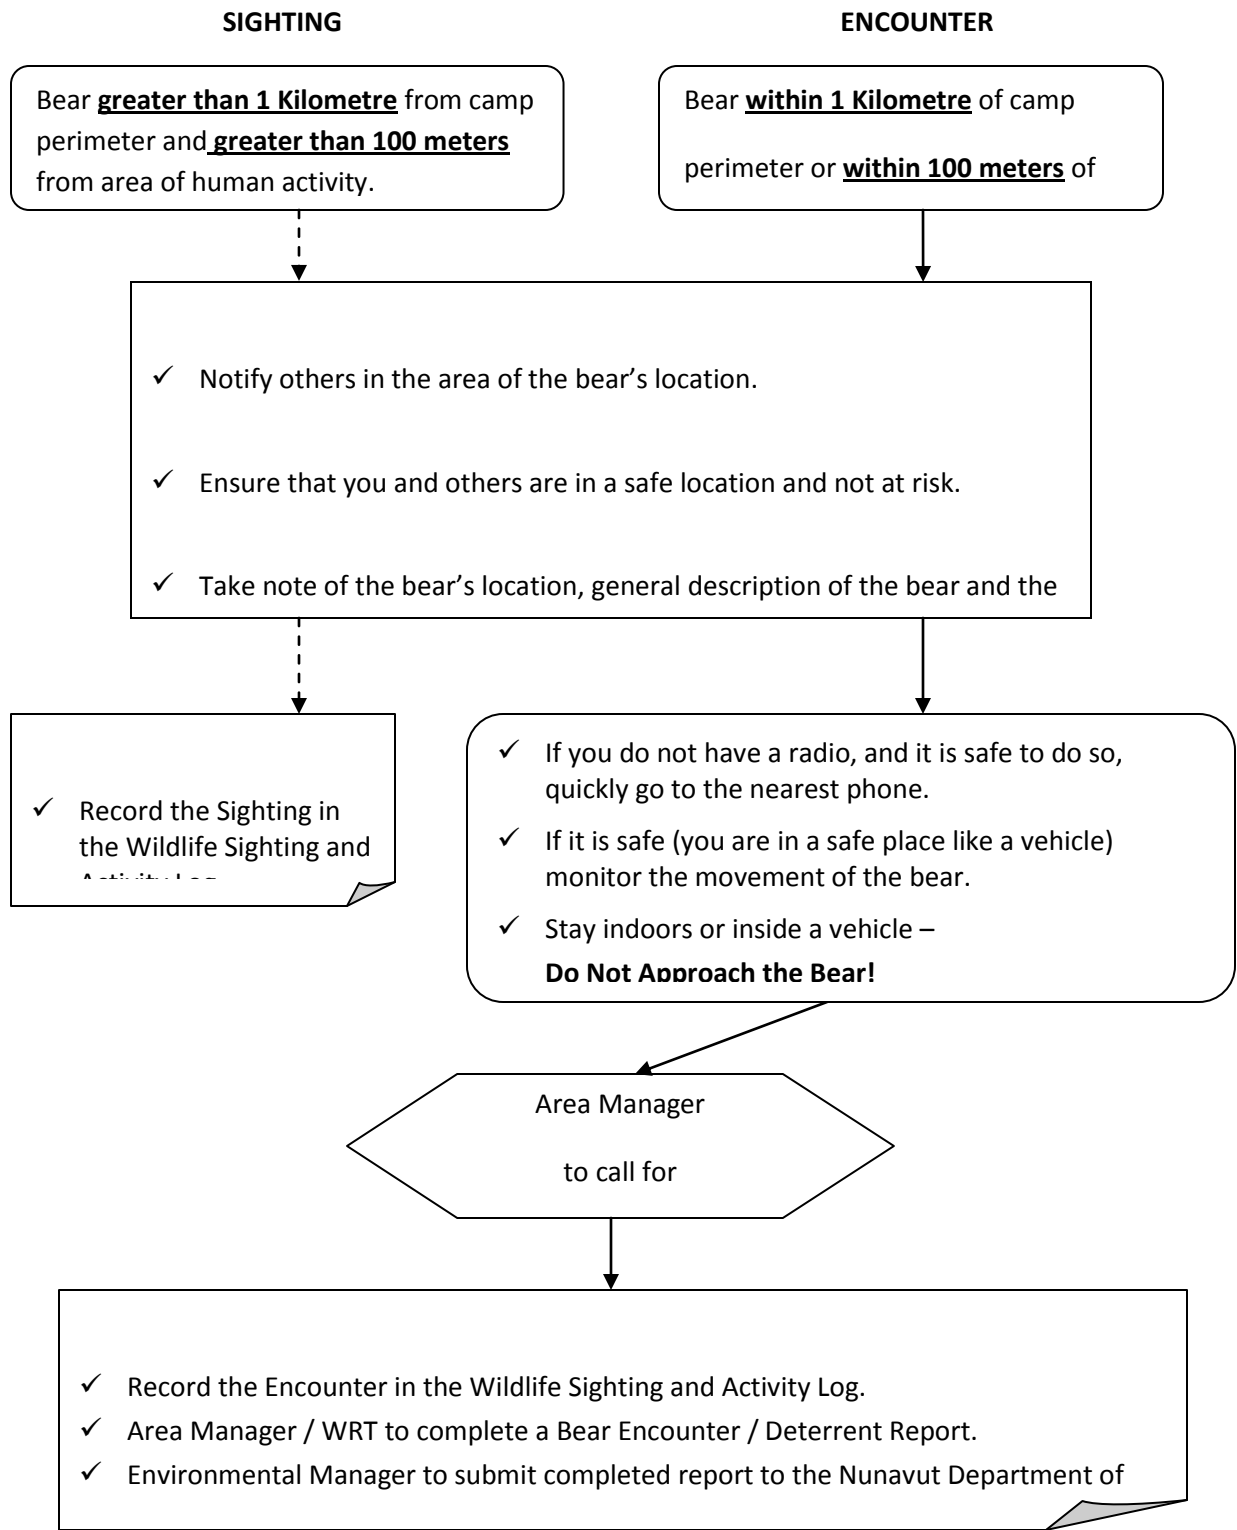 SIGHTING
ENCOUNTER
Bear greater than 1 Kilometre from camp
perimeter and greater than 100 meters
from area of human activity.
Bear within 1 Kilometre of camp
perimeter or within 100 meters of
✓ Notify others in the area of the bear’s location.
✓ Ensure that you and others are in a safe location and not at risk.
✓ Take note of the bear’s location, general description of the bear and the
✓ Record the Sighting in
the Wildlife Sighting and
Activity Log
✓ If you do not have a radio, and it is safe to do so,
quickly go to the nearest phone.
✓ If it is safe (you are in a safe place like a vehicle)
monitor the movement of the bear.
✓ Stay indoors or inside a vehicle –
Do Not Approach the Bear!
Area Manager
to call for
✓ Record the Encounter in the Wildlife Sighting and Activity Log.
✓ Area Manager / WRT to complete a Bear Encounter / Deterrent Report.
✓ Environmental Manager to submit completed report to the Nunavut Department of